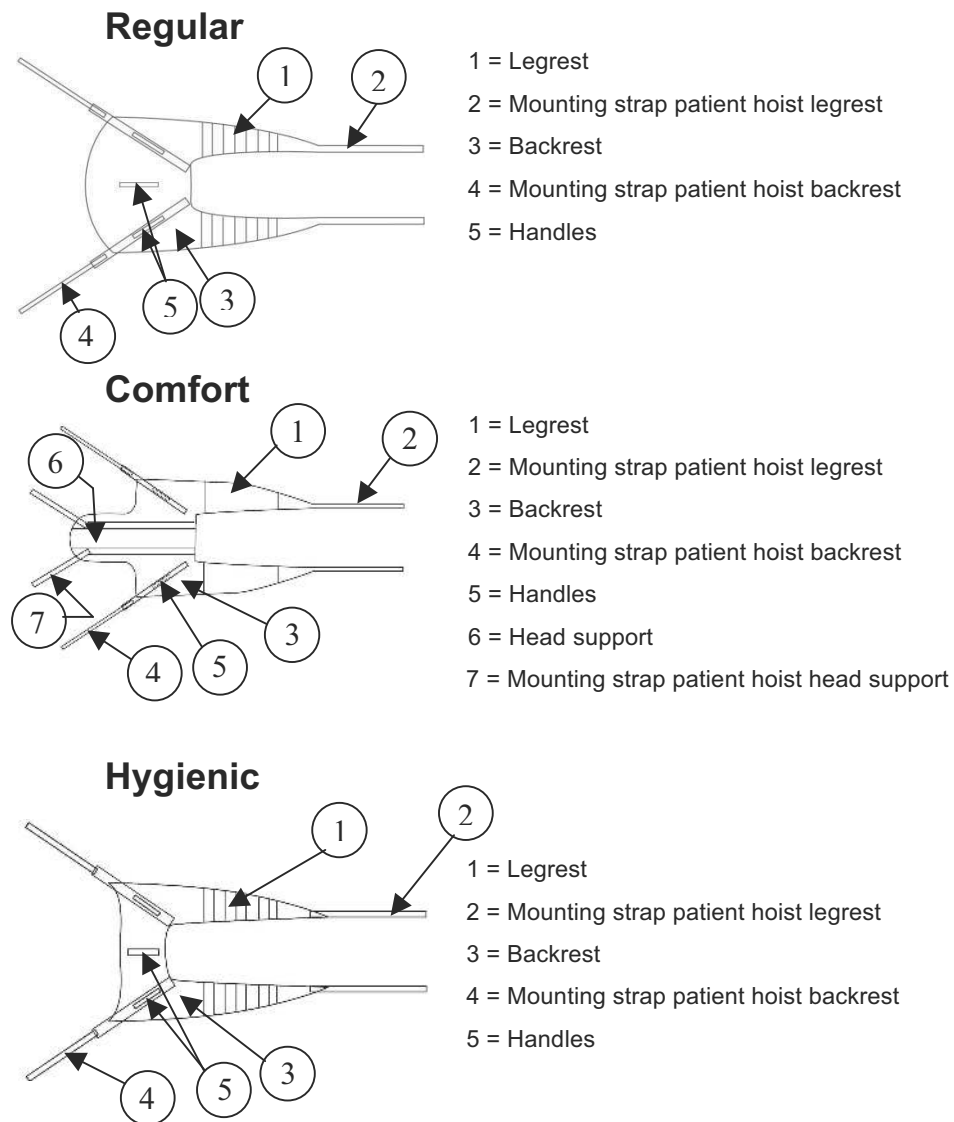 Regular
1
2
5
3
4
1 = Legrest
2 = Mounting strap patient hoist legrest
3 = Backrest
4 = Mounting strap patient hoist backrest
5 = Handles
Comfort
1
2
6
3
7
4
5
1 = Legrest
2 = Mounting strap patient hoist legrest
3 = Backrest
4 = Mounting strap patient hoist backrest
5 = Handles
6 = Head support
7 = Mounting strap patient hoist head support
Hygienic
1
2
3
4
5
1 = Legrest
2 = Mounting strap patient hoist legrest
3 = Backrest
4 = Mounting strap patient hoist backrest
5 = Handles